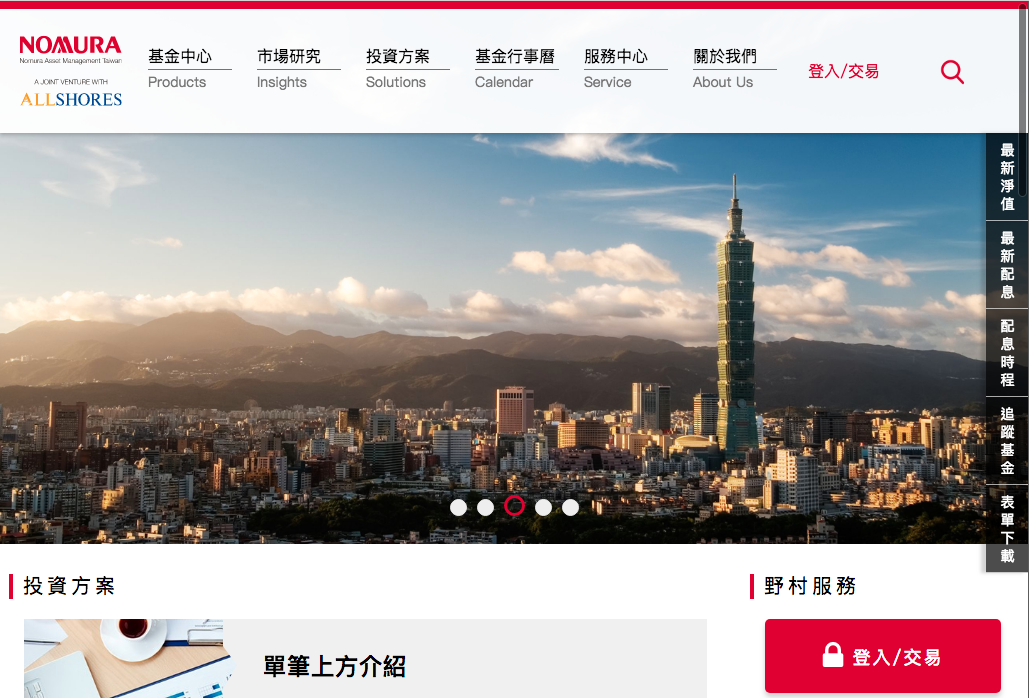 NOMURA
Nomura Asset Management Taiwan
A JOINT VENTURE WITH
ALLSHORES
基金中心
Products
市場研究
Insights
投資方案
Solutions
基金行事曆
Calendar
服務中心
Service
關於我們
About Us
登入/交易
最新淨值
最新配息
配息時程
追蹤基金
表單下載
投資方案
單筆上方介紹
野村服務
登入/交易